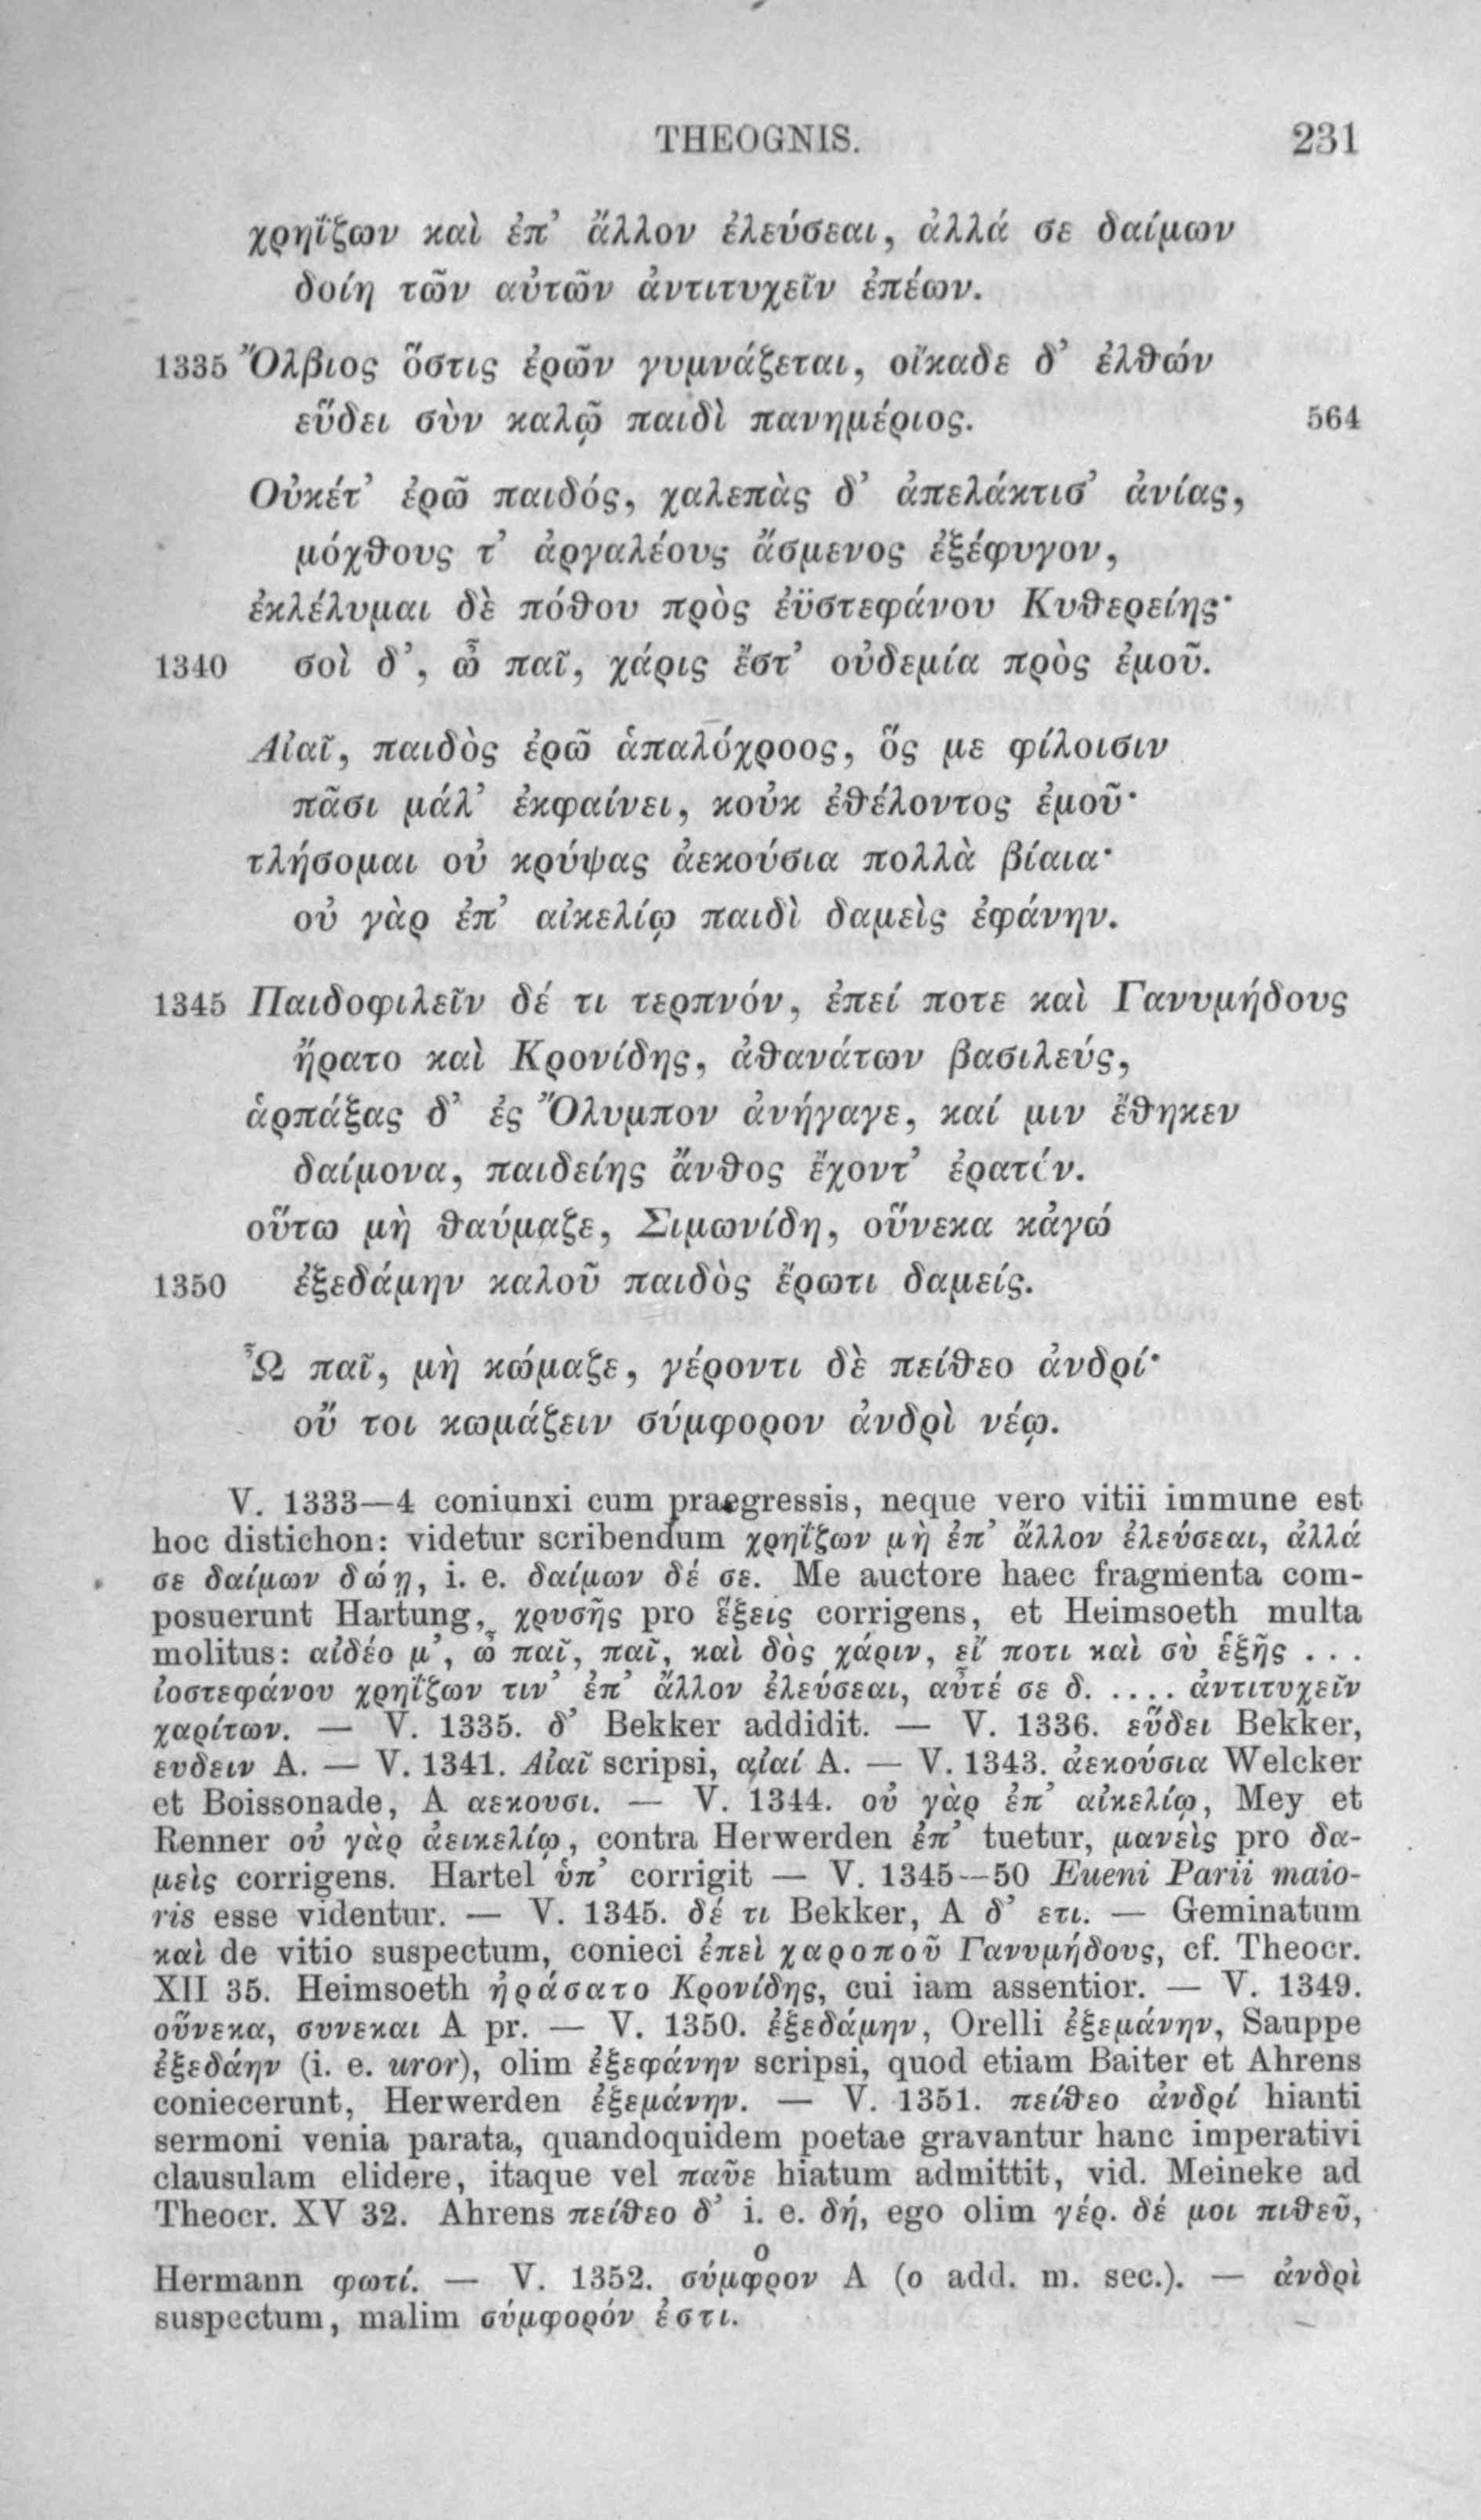 THEOGNIS. 231
χρηΐζων καὶ ἐπ’ ἄλλον ἐλεύσεαι, ἀλλά σε δαίμων
δοίη τῶν αὐτῶν ἀντιτυχεῖν ἐπέων.
1335 Ὄλβιος ὅστις ἐρῶν γυμνάζεται, οἴκαδε δ’ ἐλθών
εὕδει σὺν καλῷ παιδὶ πανημέριος. 564
Οὐκέτ’ ἐρῶ παιδός, χαλεπὰς δ’ ἀπελάκτισ’ ἀνίας,
μόχθους τ’ ἀργαλέους ἄσμενος ἐξέφυγον,
ἐκλέλυμαι δὲ πόθου πρὸς ἐϋστεφάνου Κυθερείης·
1340 σοὶ δ’, ὦ παῖ, χάρις ἔστ’ οὐδεμία πρὸς ἐμοῦ.
Αἰαῖ, παιδὸς ἐρῶ ἁπαλόχροος, ὅς με φίλοισιν
πᾶσι μάλ’ ἐκφαίνει, κοὐκ ἐθέλοντος ἐμοῦ·
τλήσομαι οὐ κρύψας ἀεκούσια πολλὰ βίαια·
οὐ γὰρ ἐπ’ αἰκελίῳ παιδὶ δαμεὶς ἐφάνην.
1345 Παιδοφιλεῖν δέ τι τερπνόν, ἐπεί ποτε καὶ Γανυμήδους
ἤρατο καὶ Κρονίδης, ἀθανάτων βασιλεύς,
ἁρπάξας δ’ ἐς Ὄλυμπον ἀνήγαγε, καί μιν ἔθηκεν
δαίμονα, παιδείης ἄνθος ἔχοντ’ ἐρατόν.
οὕτω μὴ θαύμαζε, Σιμωνίδη, οὕνεκα κἀγώ
1350 ἐξεδάμην καλοῦ παιδὸς ἔρωτι δαμείς.
Ὦ παῖ, μὴ κώμαζε, γέροντι δὲ πείθεο ἀνδρί·
οὔ τοι κωμάζειν σύμφορον ἀνδρὶ νέῳ.
V. 1333—4 coniunxi cum praegressis, neque vero vitii immune est
hoc distichon: videtur scribendum χρηΐζων μὴ ἐπ’ ἄλλον ἐλεύσεαι, ἀλλά
σε δαίμων δώῃ, i. e. δαίμων δέ σε. Me auctore haec fragmenta com-
posuerunt Hartung, χρυσῆς pro ἕξεις corrigens, et Heimsoeth multa
molitus: αἰδέο μ’, ὦ παῖ, παῖ, καὶ δὸς χάριν, εἴ ποτι καὶ σὺ ἑξῆς ...
ἰοστεφάνου χρηΐζων τιν’ ἐπ’ ἄλλον ἐλεύσεαι, αὖτέ σε δ. .... ἀντιτυχεῖν
χαρίτων. — V. 1335. δ’ Bekker addidit. — V. 1336. εὕδει Bekker,
ευδειν A. — V. 1341. Αἰαῖ scripsi, αἰαί A. — V. 1343. ἀεκούσια Welcker
et Boissonade, A αεκουσι. — V. 1344. οὐ γὰρ ἐπ’ αἰκελίῳ, Mey et
Renner οὐ γὰρ ἀεικελίῳ, contra Herwerden ἐπ’ tuetur, μανεὶς pro δα-
μεὶς corrigens. Hartel ὑπ’ corrigit — V. 1345—50 Eueni Parii maio-
ris esse videntur. — V. 1345. δέ τι Bekker, A δ’ ετι. — Geminatum
καὶ de vitio suspectum, conieci ἐπεὶ χαροποῦ Γανυμήδους, cf. Theocr.
XII 35. Heimsoeth ἠράσατο Κρονίδης, cui iam assentior. — V. 1349.
οὕνεκα, συνεκαι A pr. — V. 1350. ἐξεδάμην, Orelli ἐξεμάνην, Sauppe
ἐξεδάην (i. e. uror), olim ἐξεφάνην scripsi, quod etiam Baiter et Ahrens
coniecerunt, Herwerden ἐξεμάνην. — V. 1351. πείθεο ἀνδρί hianti
sermoni venia parata, quandoquidem poetae gravantur hanc imperativi
clausulam elidere, itaque vel παῦε hiatum admittit, vid. Meineke ad
Theocr. XV 32. Ahrens πείθεο δ’ i. e. δή, ego olim γέρ. δέ μοι πιθεῦ,
ο
Hermann φωτί. — V. 1352. σύμφρον A (o add. m. sec.). — ἀνδρὶ
suspectum, malim σύμφορόν ἐστι.